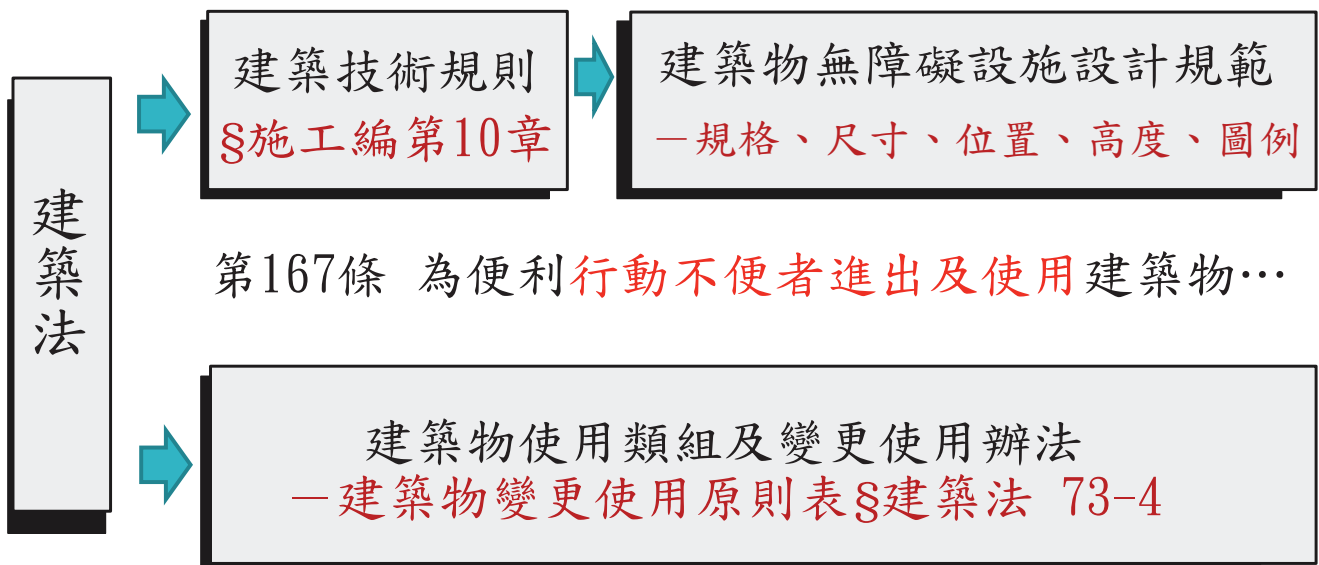 建築法
建築技術規則
§施工編第10章
建築物無障礙設施設計規範
－規格、尺寸、位置、高度、圖例
第167條 為便利行動不便者進出及使用建築物…
建築物使用類組及變更使用辦法
－建築物變更使用原則表§建築法 73-4